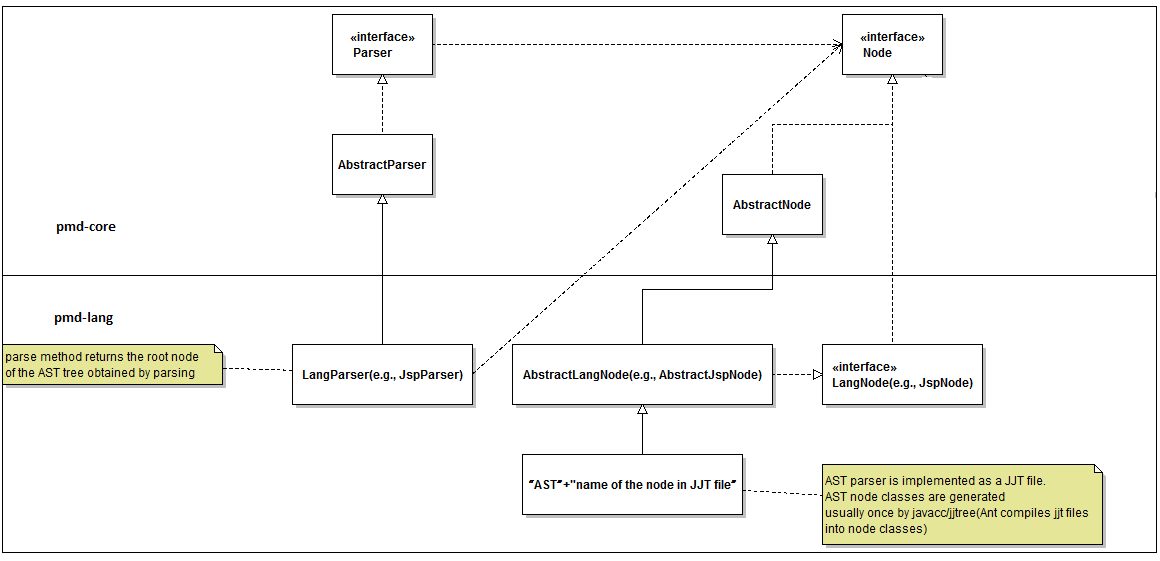 «interface»
Parser
«interface»
Node
AbstractParser
AbstractNode
pmd-core
pmd-lang
parse method returns the root node
of the AST tree obtained by parsing
LangParser(e.g., JspParser)
AbstractLangNode(e.g., AbstractJspNode)
«interface»
LangNode(e.g., JspNode)
"AST"+"name of the node in JJT file"
AST parser is implemented as a JJT file.
AST node classes are generated
usually once by javacc/jjtree(Ant compiles jjt files
into node classes)